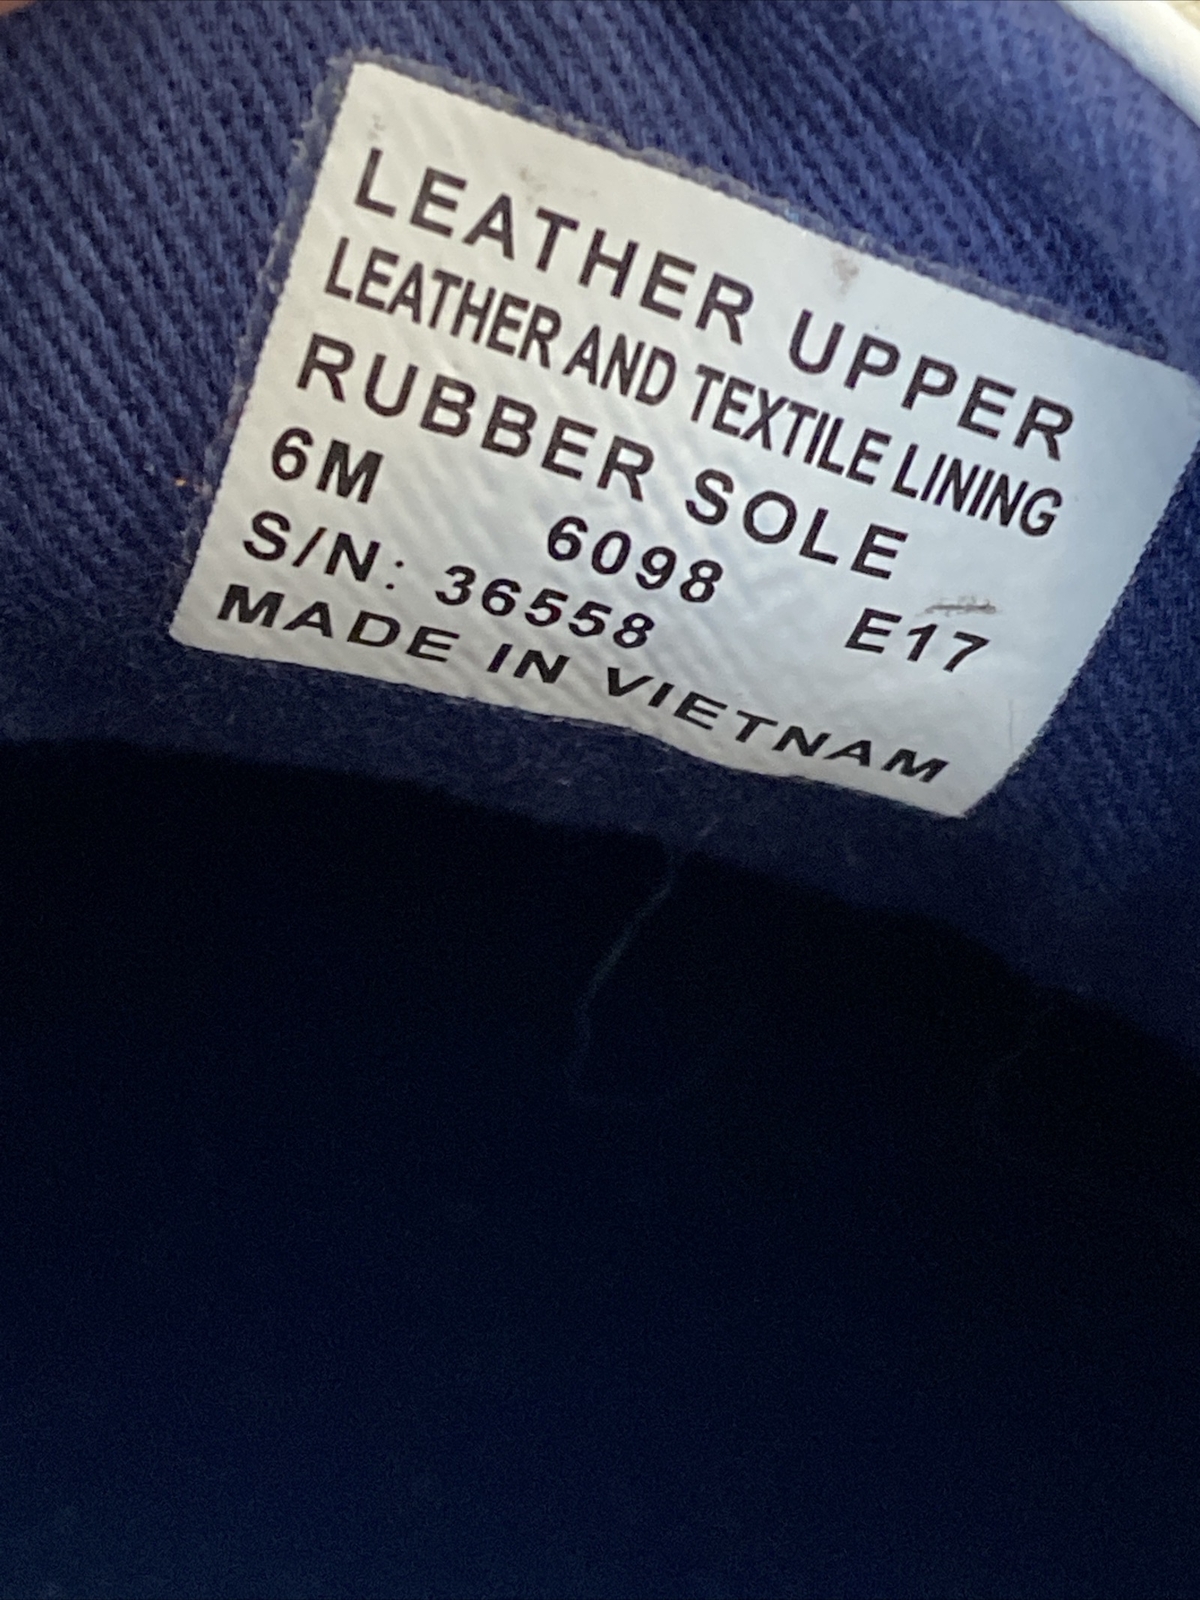 LEATHER UPPER
LEATHER AND TEXTILE LINING
RUBBER SOLE
6M 6098 E17
S/N: 36558
MADE IN VIETNAM